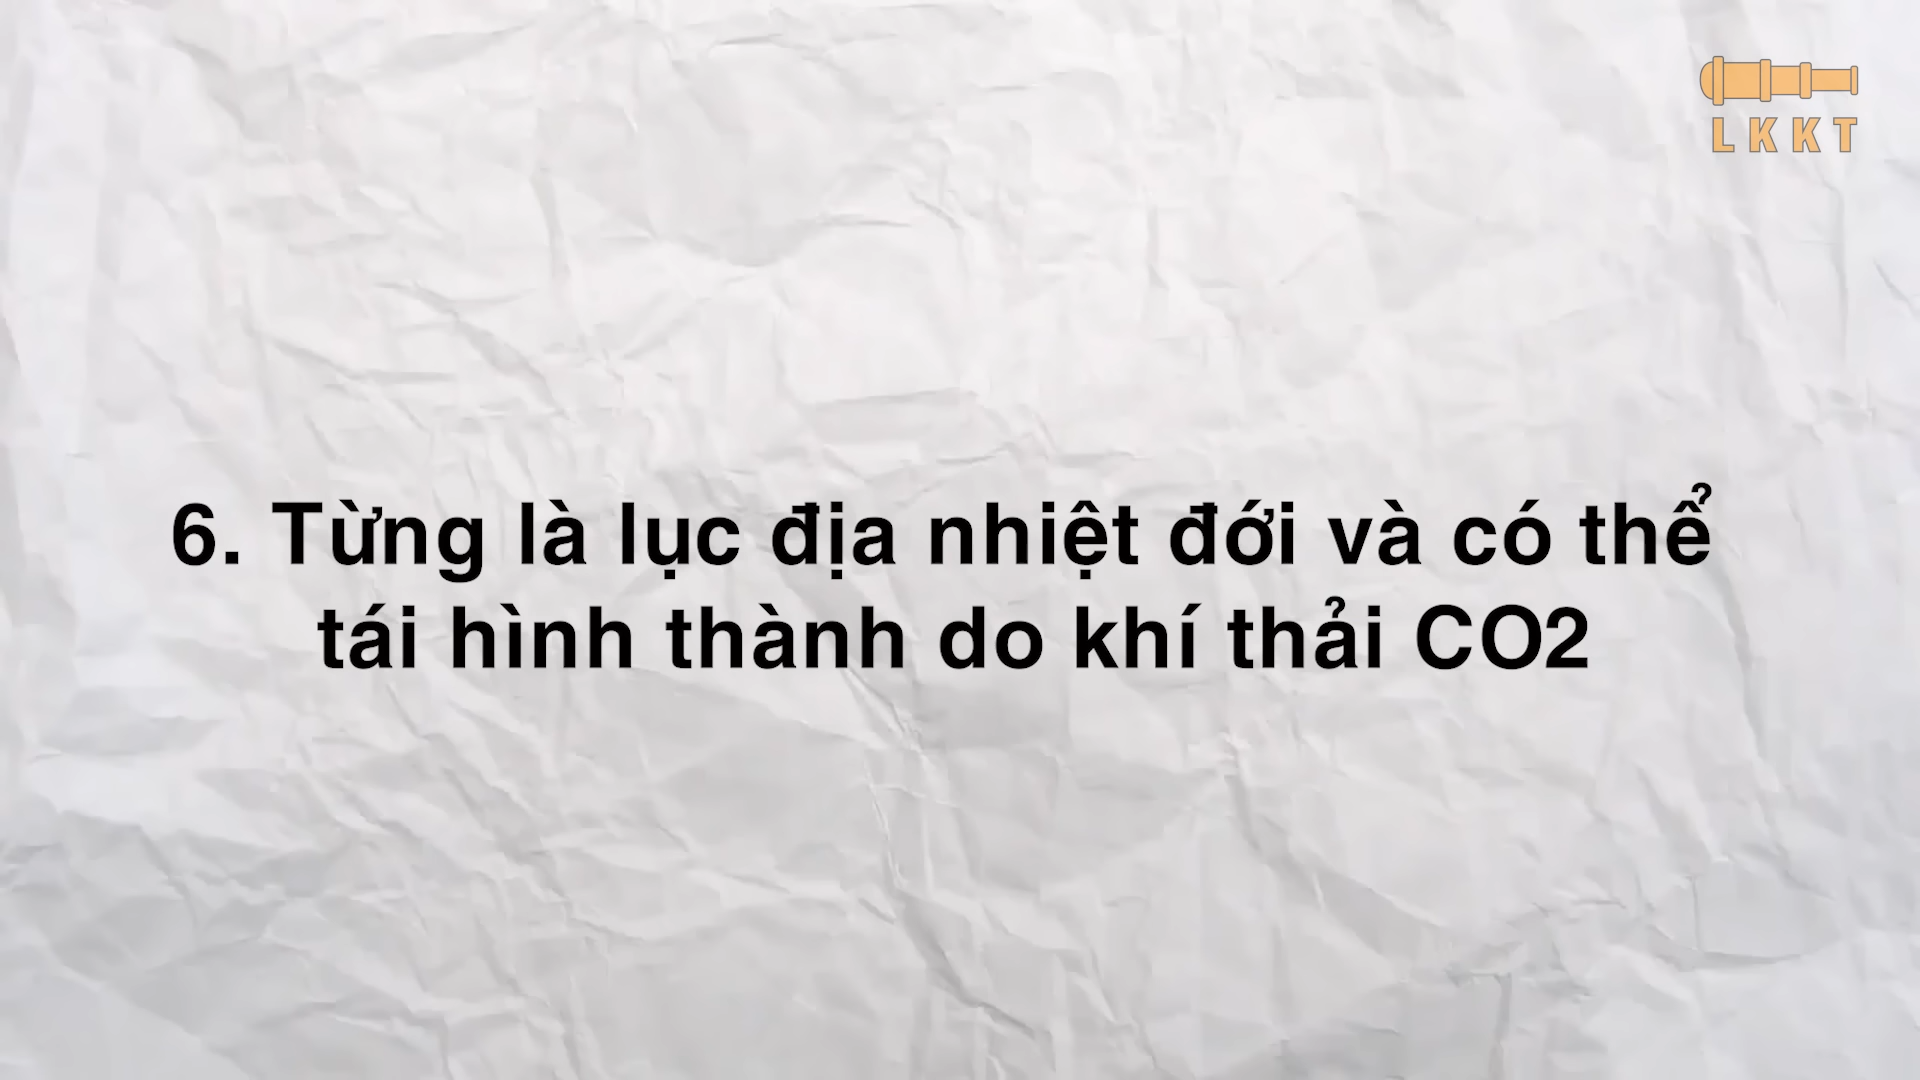 LKKT
6. Từng là lục địa nhiệt đới và có thể
tái hình thành do khí thải CO2